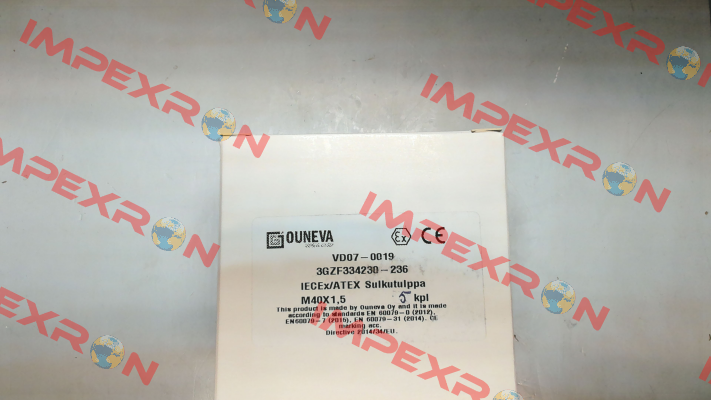 IMPEXRON
IMPEXRON
IMPEXRON
IMPEXRON
IMPEXRON
IMPEXRON
IMPEXRON
OUNEVA
VD07-0019
3GZF334230-236
IECEx/ATEX Sulkutulppa
M40X1,5 5 kpl
This product is made by Ouneva Oy and it is made
according to standards EN 60079-0 (2012),
EN60079-7 (2015), EN 60079-31 (2014). CE
marking acc.
Directive 2014/34/EU.